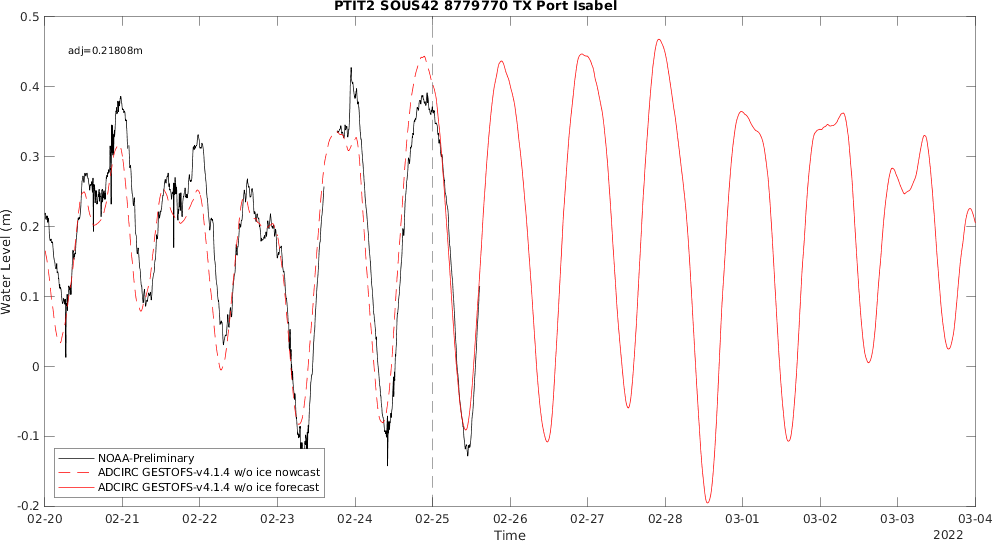 PTIT2 SOUS42 8779770 TX Port Isabel
adj=0.21808m
0.5
0.4
0.3
0.2
0.1
0
-0.1
-0.2
Water Level (m)
NOAA-Preliminary
ADCIRC GESTOFS-v4.1.4 w/o ice nowcast
ADCIRC GESTOFS-v4.1.4 w/o ice forecast
02-20 02-21 02-22 02-23 02-24 02-25 02-26 02-27 02-28 03-01 03-02 03-03 03-04
Time
2022